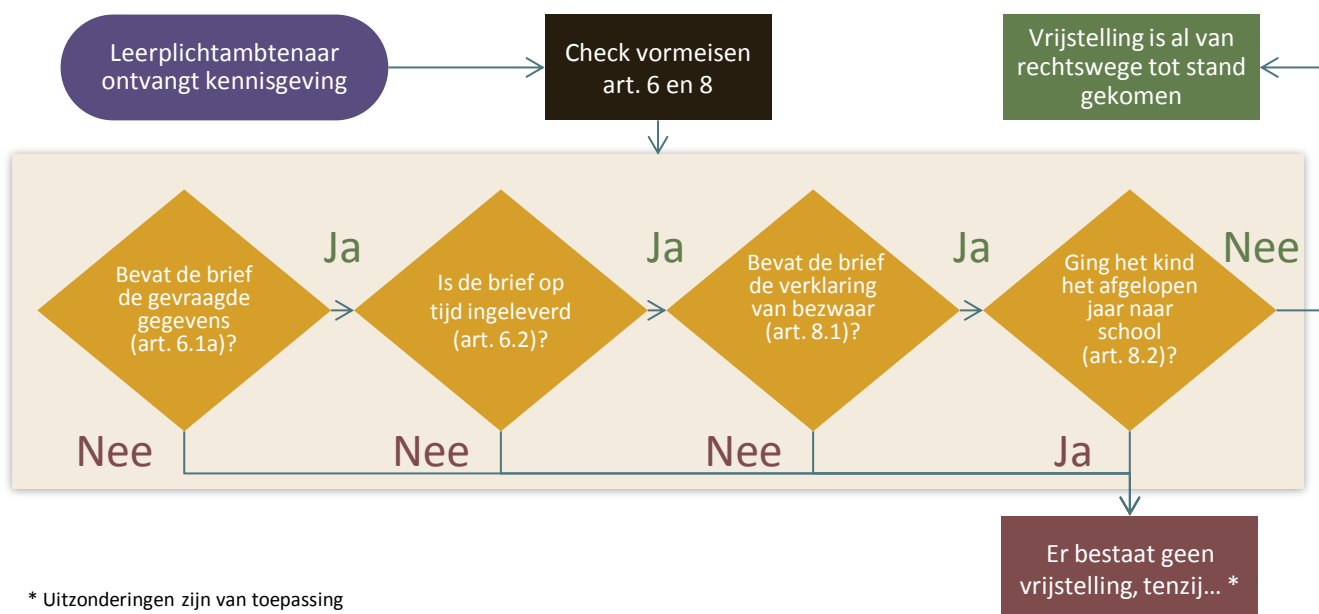 Leerplichtambtenaar
ontvangt kennisgeving
Check vormeisen
art. 6 en 8
Vrijstelling is al van
rechtswege tot stand
gekomen
Bevat de brief
de gevraagde
gegevens
(art. 6.1a)?
Ja
Is de brief op
tijd ingeleverd
(art. 6.2)?
Ja
Bevat de brief
de verklaring
van bezwaar
(art. 8.1)?
Ja
Ging het kind
het afgelopen
jaar naar
school
(art. 8.2)?
Nee
Nee
Nee
Nee
Ja
Er bestaat geen
vrijstelling, tenzij... *
* Uitzonderingen zijn van toepassing